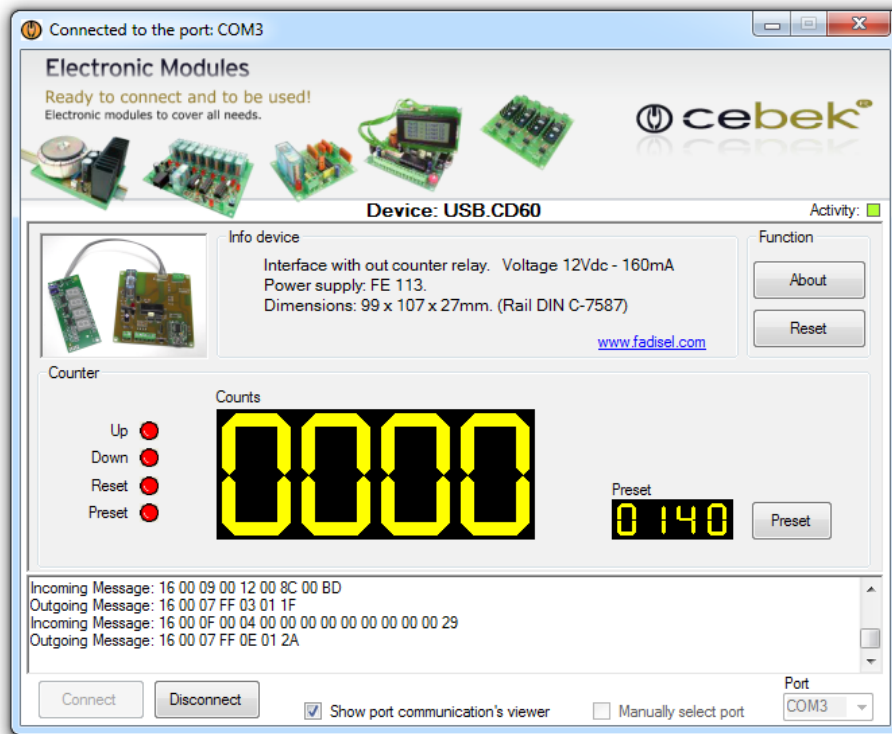 Connected to the port: COM3
Electronic Modules
Ready to connect and to be used!
Electronic modules to cover all needs.
cebek
Device: USB.CD60
Activity:
Info device
Interface with out counter relay. Voltage 12Vdc - 160mA
Power supply: FE 113.
Dimensions: 99 x 107 x 27mm. (Rail DIN C-7587)
www.fadisel.com
Function
About
Reset
Counter
Counts
Up
Down
Reset
Preset
0000
Preset
0140
Preset
Incoming Message: 16 00 09 00 12 00 8C 00 BD
Outgoing Message: 16 00 07 FF 03 01 1F
Incoming Message: 16 00 0F 00 04 00 00 00 00 00 00 00 00 00 29
Outgoing Message: 16 00 07 FF 0E 01 2A
Connect
Disconnect
Show port communication's viewer
Manually select port
Port
COM3